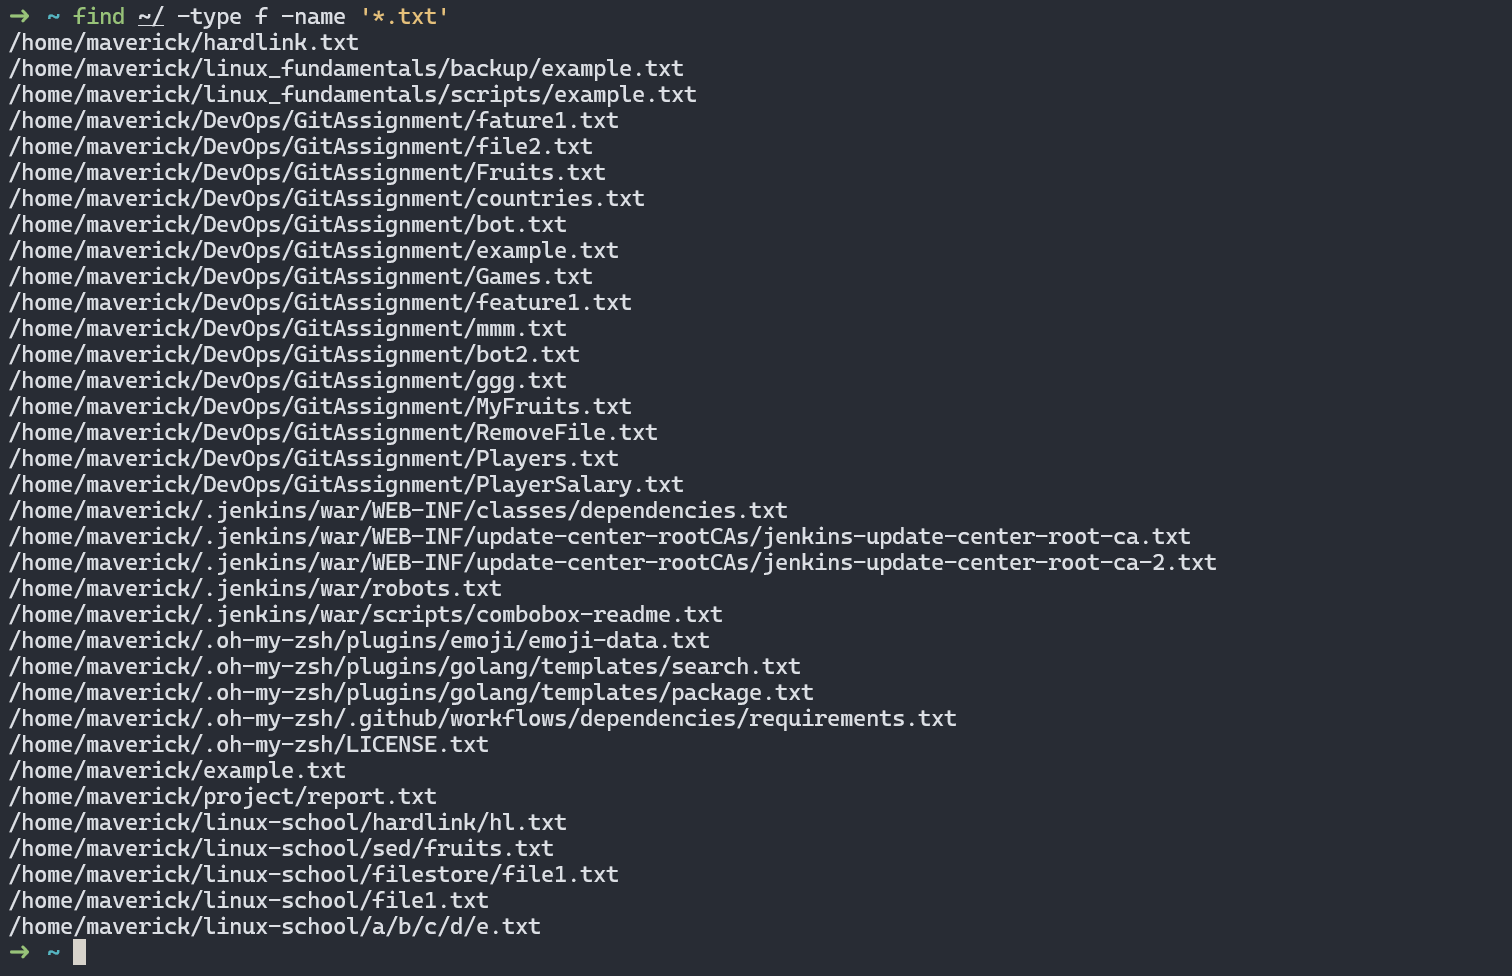 ➜ ~ find ~/ -type f -name '*.txt'
/home/maverick/hardlink.txt
/home/maverick/linux_fundamentals/backup/example.txt
/home/maverick/linux_fundamentals/scripts/example.txt
/home/maverick/DevOps/GitAssignment/fature1.txt
/home/maverick/DevOps/GitAssignment/file2.txt
/home/maverick/DevOps/GitAssignment/Fruits.txt
/home/maverick/DevOps/GitAssignment/countries.txt
/home/maverick/DevOps/GitAssignment/bot.txt
/home/maverick/DevOps/GitAssignment/example.txt
/home/maverick/DevOps/GitAssignment/Games.txt
/home/maverick/DevOps/GitAssignment/feature1.txt
/home/maverick/DevOps/GitAssignment/mmm.txt
/home/maverick/DevOps/GitAssignment/bot2.txt
/home/maverick/DevOps/GitAssignment/ggg.txt
/home/maverick/DevOps/GitAssignment/MyFruits.txt
/home/maverick/DevOps/GitAssignment/RemoveFile.txt
/home/maverick/DevOps/GitAssignment/Players.txt
/home/maverick/DevOps/GitAssignment/PlayerSalary.txt
/home/maverick/.jenkins/war/WEB-INF/classes/dependencies.txt
/home/maverick/.jenkins/war/WEB-INF/update-center-rootCAs/jenkins-update-center-root-ca.txt
/home/maverick/.jenkins/war/WEB-INF/update-center-rootCAs/jenkins-update-center-root-ca-2.txt
/home/maverick/.jenkins/war/robots.txt
/home/maverick/.jenkins/war/scripts/combobox-readme.txt
/home/maverick/.oh-my-zsh/plugins/emoji/emoji-data.txt
/home/maverick/.oh-my-zsh/plugins/golang/templates/search.txt
/home/maverick/.oh-my-zsh/plugins/golang/templates/package.txt
/home/maverick/.oh-my-zsh/.github/workflows/dependencies/requirements.txt
/home/maverick/.oh-my-zsh/LICENSE.txt
/home/maverick/example.txt
/home/maverick/project/report.txt
/home/maverick/linux-school/hardlink/hl.txt
/home/maverick/linux-school/sed/fruits.txt
/home/maverick/linux-school/filestore/file1.txt
/home/maverick/linux-school/file1.txt
/home/maverick/linux-school/a/b/c/d/e.txt
➜ ~